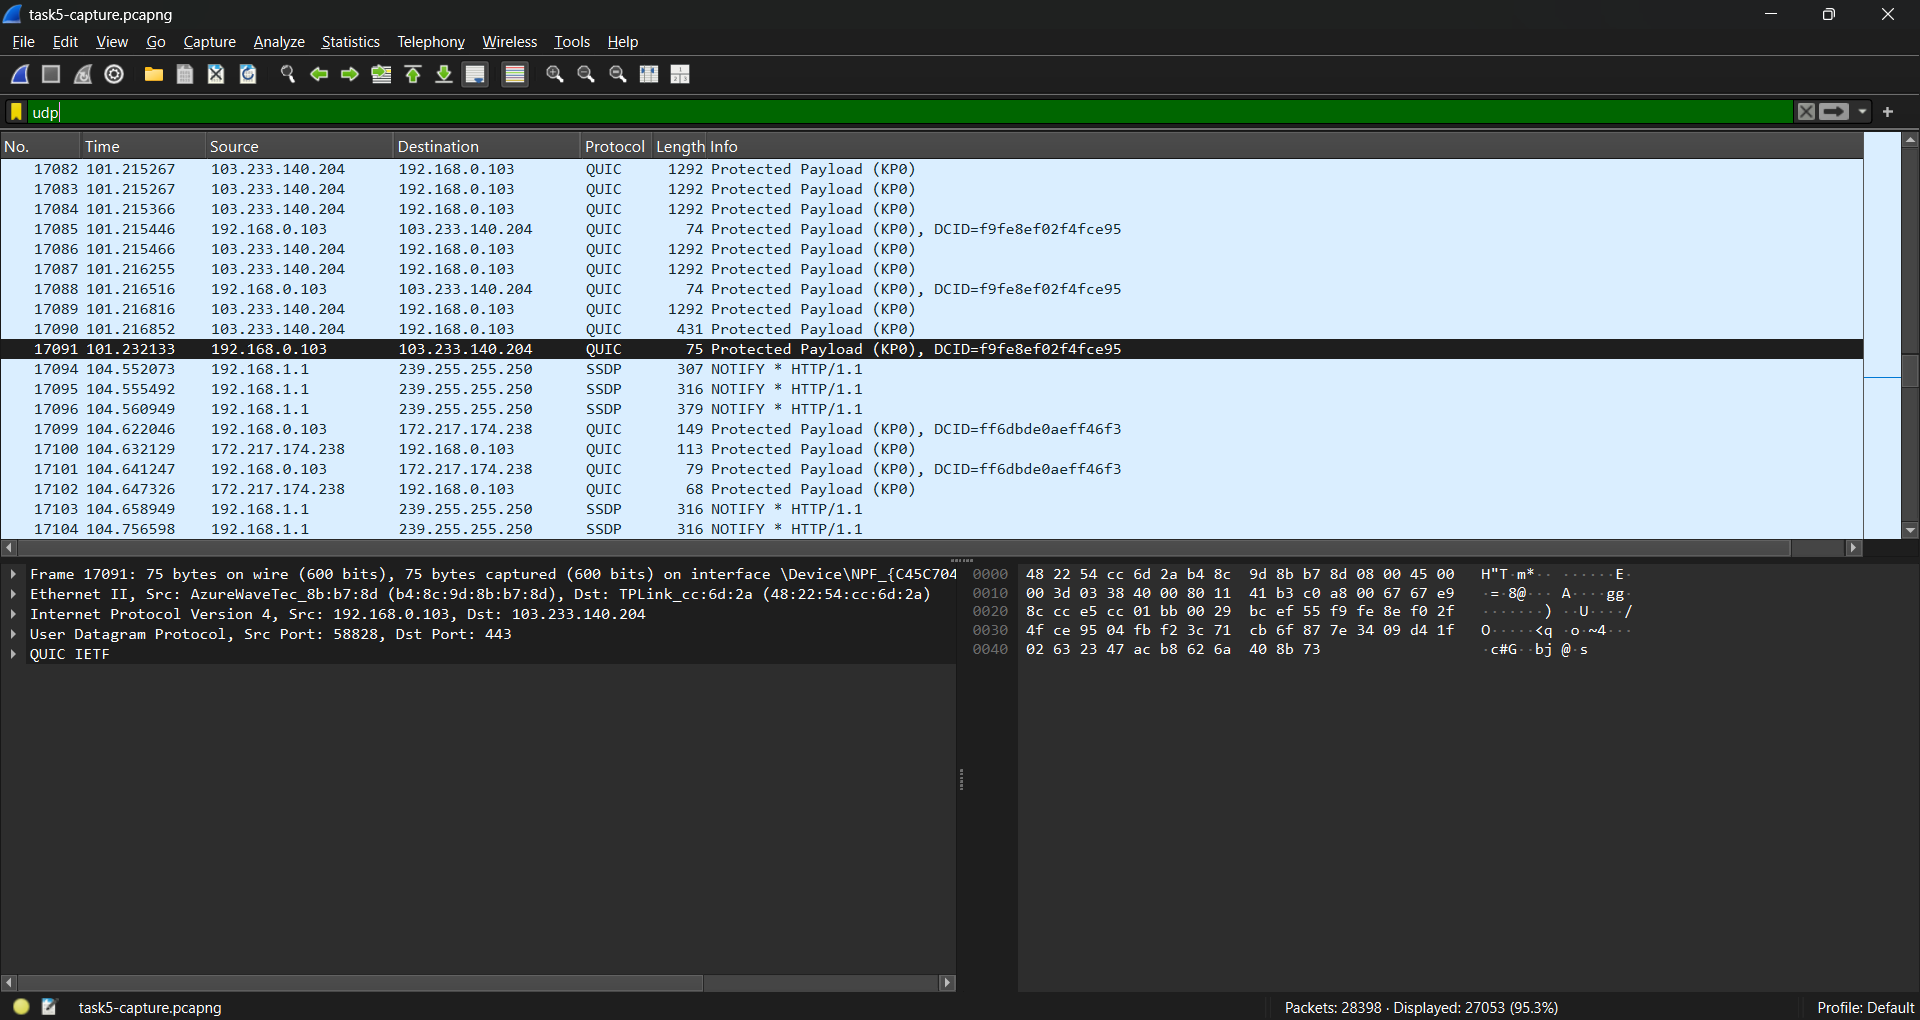 task5-capture.pcapng
File Edit View Go Capture Analyze Statistics Telephony Wireless Tools Help
udp
No. Time Source Destination Protocol Length Info
17082 101.215267 103.233.140.204 192.168.0.103 QUIC 1292 Protected Payload (KP0)
17083 101.215267 103.233.140.204 192.168.0.103 QUIC 1292 Protected Payload (KP0)
17084 101.215366 103.233.140.204 192.168.0.103 QUIC 1292 Protected Payload (KP0)
17085 101.215446 192.168.0.103 103.233.140.204 QUIC 74 Protected Payload (KP0), DCID=f9fe8ef02f4fce95
17086 101.215466 103.233.140.204 192.168.0.103 QUIC 1292 Protected Payload (KP0)
17087 101.216255 103.233.140.204 192.168.0.103 QUIC 1292 Protected Payload (KP0)
17088 101.216516 192.168.0.103 103.233.140.204 QUIC 74 Protected Payload (KP0), DCID=f9fe8ef02f4fce95
17089 101.216816 103.233.140.204 192.168.0.103 QUIC 1292 Protected Payload (KP0)
17090 101.216852 103.233.140.204 192.168.0.103 QUIC 431 Protected Payload (KP0)
17091 101.232133 192.168.0.103 103.233.140.204 QUIC 75 Protected Payload (KP0), DCID=f9fe8ef02f4fce95
17094 104.552073 192.168.1.1 239.255.255.250 SSDP 307 NOTIFY * HTTP/1.1
17095 104.555492 192.168.1.1 239.255.255.250 SSDP 316 NOTIFY * HTTP/1.1
17096 104.560949 192.168.1.1 239.255.255.250 SSDP 379 NOTIFY * HTTP/1.1
17099 104.622046 192.168.0.103 172.217.174.238 QUIC 149 Protected Payload (KP0), DCID=ff6dbde0aeff46f3
17100 104.632129 172.217.174.238 192.168.0.103 QUIC 113 Protected Payload (KP0)
17101 104.641247 192.168.0.103 172.217.174.238 QUIC 79 Protected Payload (KP0), DCID=ff6dbde0aeff46f3
17102 104.647326 172.217.174.238 192.168.0.103 QUIC 68 Protected Payload (KP0)
17103 104.658949 192.168.1.1 239.255.255.250 SSDP 316 NOTIFY * HTTP/1.1
17104 104.756598 192.168.1.1 239.255.255.250 SSDP 316 NOTIFY * HTTP/1.1
Frame 17091: 75 bytes on wire (600 bits), 75 bytes captured (600 bits) on interface \Device\NPF_{C45C704
Ethernet II, Src: AzureWaveTec_8b:b7:8d (b4:8c:9d:8b:b7:8d), Dst: TPLink_cc:6d:2a (48:22:54:cc:6d:2a)
Internet Protocol Version 4, Src: 192.168.0.103, Dst: 103.233.140.204
User Datagram Protocol, Src Port: 58828, Dst Port: 443
QUIC IETF
0000 48 22 54 cc 6d 2a b4 8c 9d 8b b7 8d 08 00 45 00 H"T·m*·· ······E·
0010 00 3d 03 38 40 00 80 11 41 b3 c0 a8 00 67 67 e9 ·=·8@··· A····gg·
0020 8c cc e5 cc 01 bb 00 29 bc ef 55 f9 fe 8e f0 2f ·······) ··U····/
0030 4f ce 95 04 fb f2 3c 71 cb 6f 87 7e 34 09 d4 1f O·····<q ·o·~4···
0040 02 63 23 47 ac b8 62 6a 40 8b 73 ·c#G··bj @·s
task5-capture.pcapng
Packets: 28398 · Displayed: 27053 (95.3%)
Profile: Default